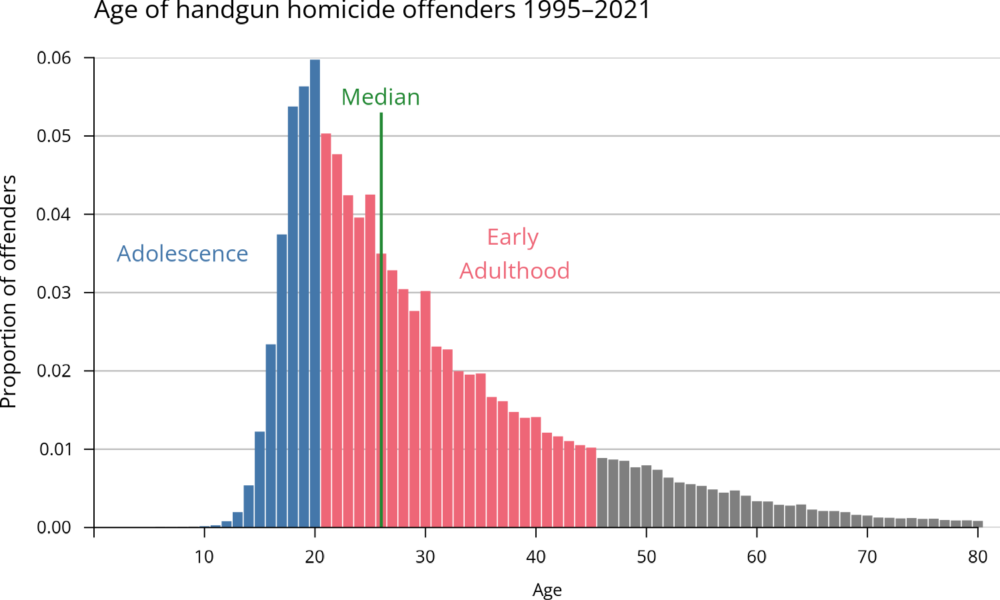 Age of handgun homicide offenders 1995–2021
0.06
0.05
0.04
0.03
0.02
0.01
0.00
Proportion of offenders
Median
Adolescence
Early
Adulthood
10 20 30 40 50 60 70 80
Age